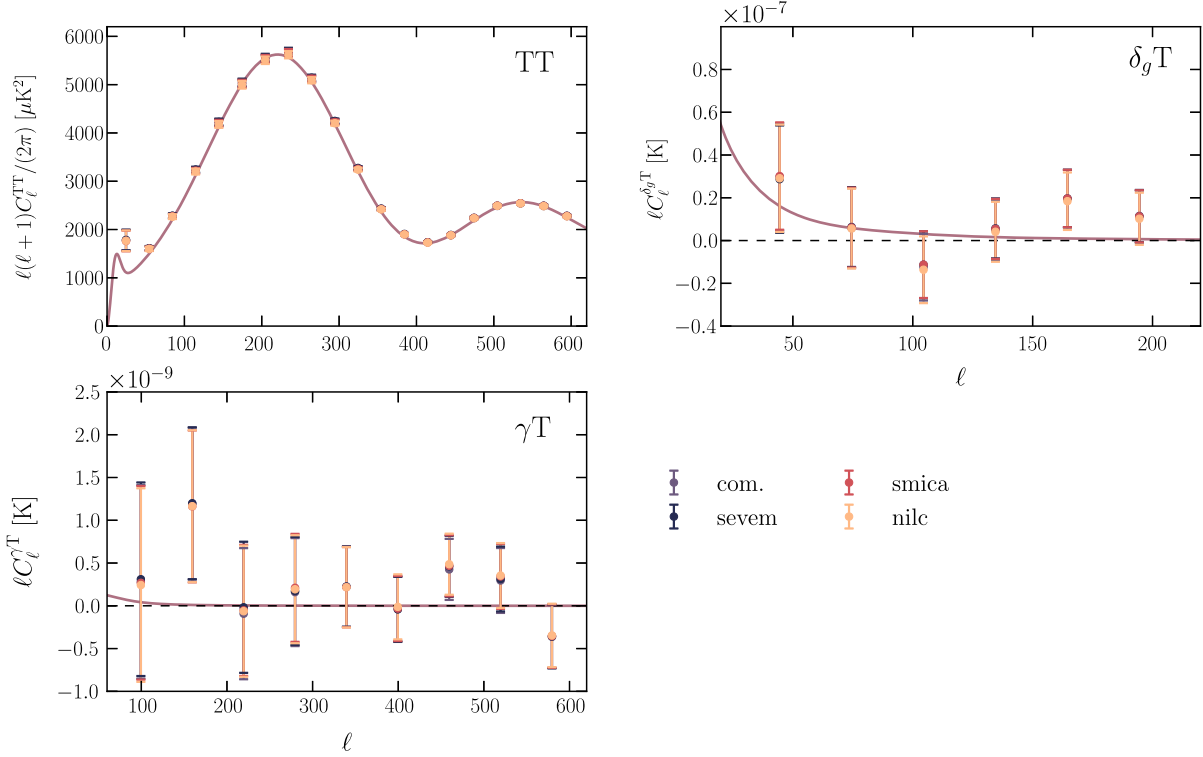 TT
ℓ(ℓ + 1)C_ℓ^{TT}/(2π) [μK²]
6000
5000
4000
3000
2000
1000
0
0 100 200 300 400 500 600
×10⁻⁷
δ_gT
ℓC_ℓ^{δ_gT} [K]
0.8
0.6
0.4
0.2
0.0
−0.2
−0.4
50 100 150 200
ℓ
×10⁻⁹
γT
ℓC_ℓ^{γT} [K]
2.5
2.0
1.5
1.0
0.5
0.0
−0.5
−1.0
100 200 300 400 500 600
ℓ
com. smica
sevem nilc